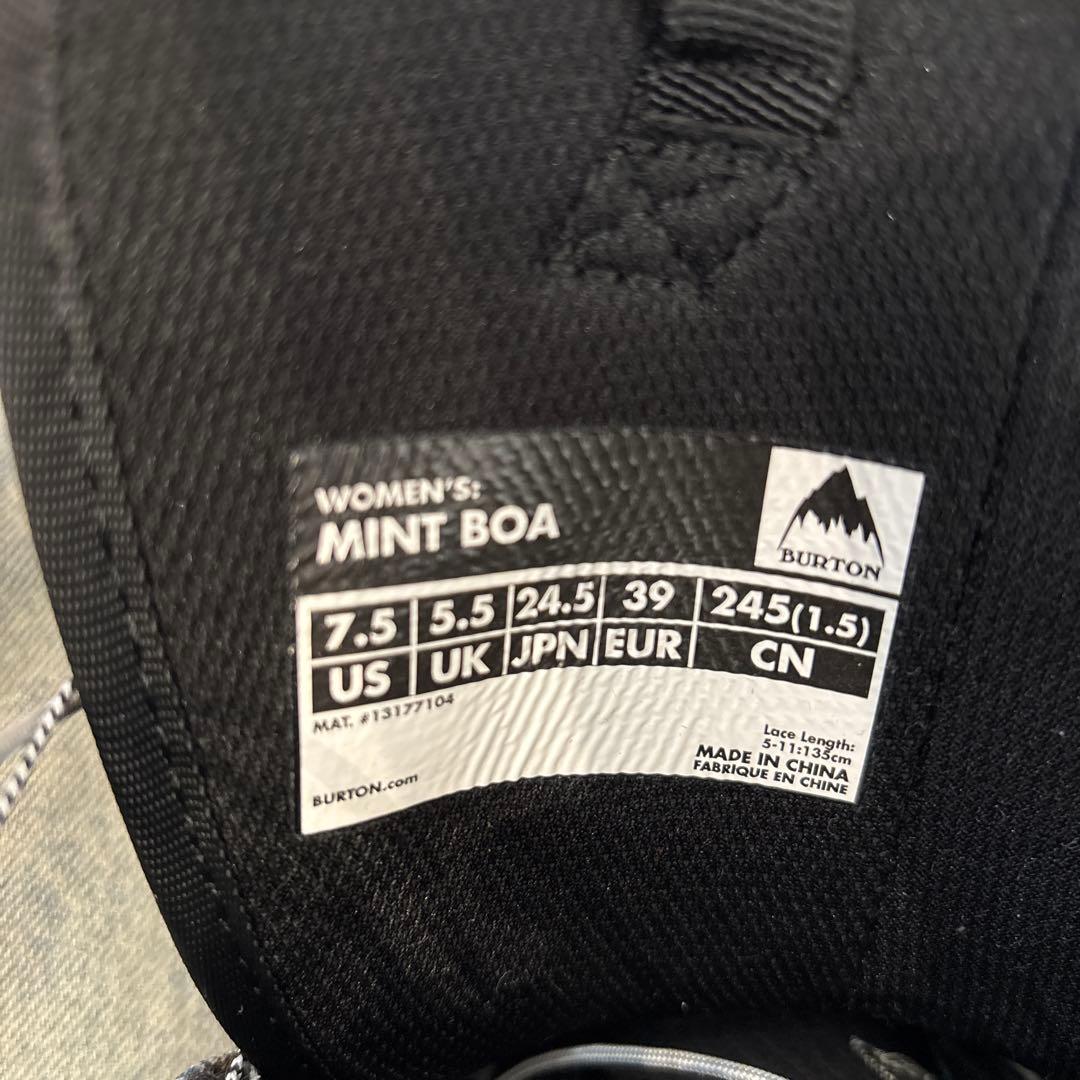 WOMEN'S:
MINT BOA
BURTON
7.5 5.5 24.5 39 245(1.5)
US UK JPN EUR CN
MAT. #13177104
Lace Length:
5-11:135cm
MADE IN CHINA
FABRIQUE EN CHINE
BURTON.com